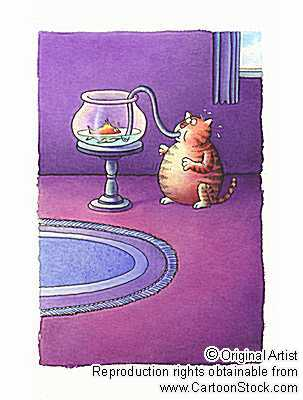 © Original Artist
Reproduction rights obtainable from
www.CartoonStock.com